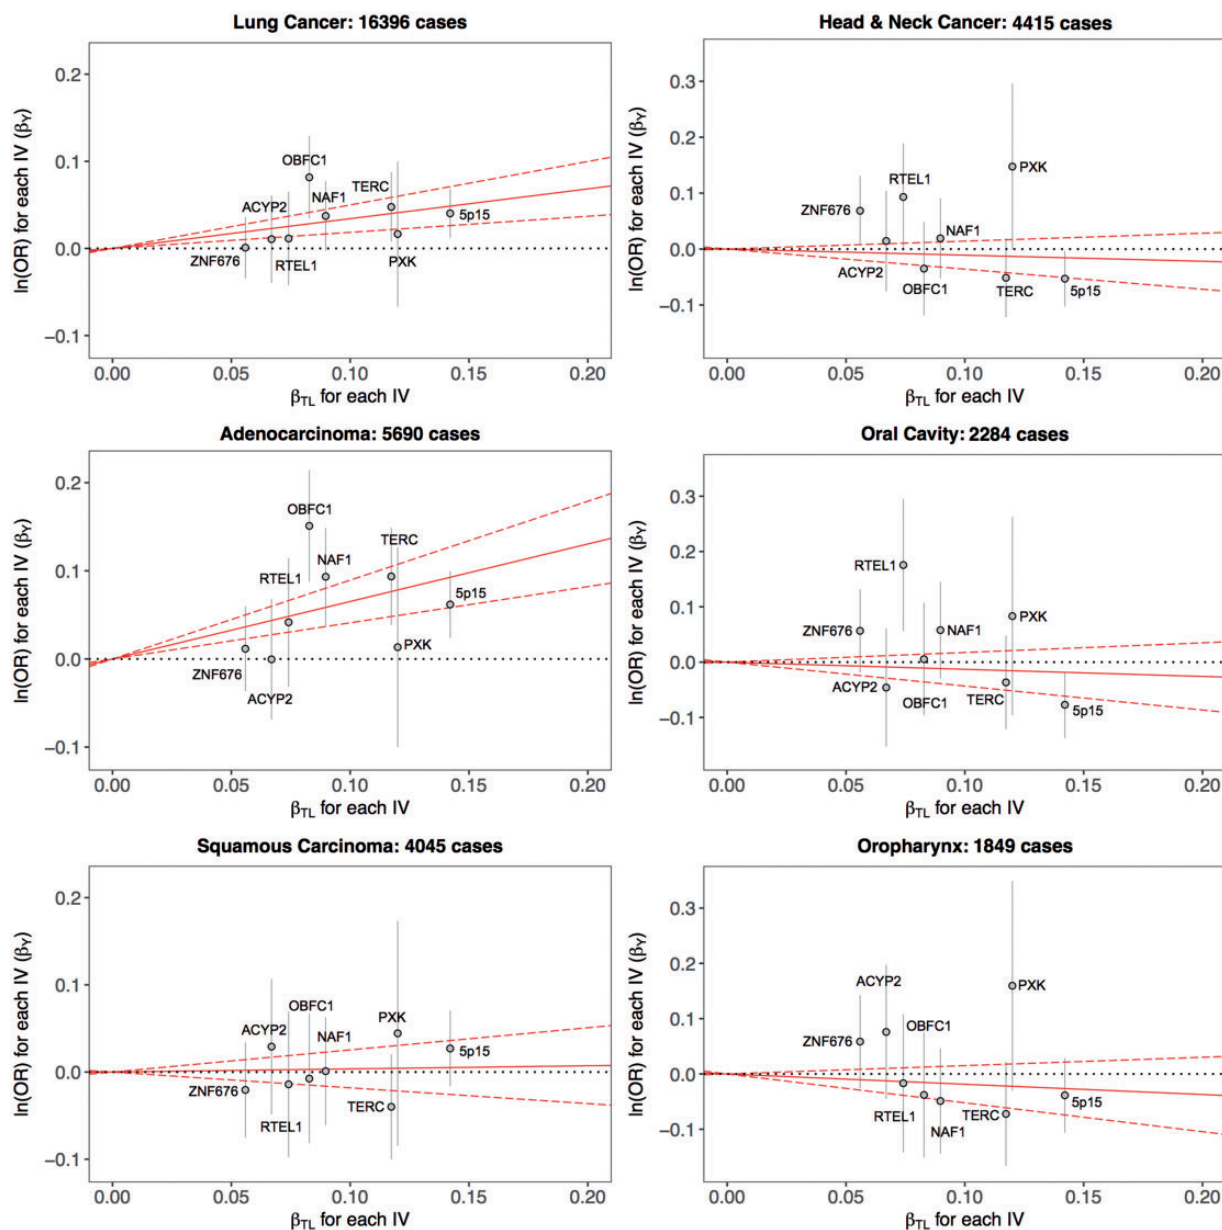 Lung Cancer: 16396 cases
ln(OR) for each IV (βY)
0.2
0.1
0.0
−0.1
OBFC1
ACYP2
NAF1
TERC
5p15
ZNF676
RTEL1
PXK
0.00 0.05 0.10 0.15 0.20
βTL for each IV
Head & Neck Cancer: 4415 cases
ln(OR) for each IV (βY)
0.3
0.2
0.1
0.0
−0.1
PXK
RTEL1
ZNF676
NAF1
ACYP2
OBFC1
TERC
5p15
0.00 0.05 0.10 0.15 0.20
βTL for each IV
Adenocarcinoma: 5690 cases
ln(OR) for each IV (βY)
0.2
0.1
0.0
−0.1
OBFC1
TERC
NAF1
RTEL1
5p15
PXK
ZNF676
ACYP2
0.00 0.05 0.10 0.15 0.20
βTL for each IV
Oral Cavity: 2284 cases
ln(OR) for each IV (βY)
0.3
0.2
0.1
0.0
−0.1
RTEL1
PXK
ZNF676
NAF1
ACYP2
OBFC1
TERC
5p15
0.00 0.05 0.10 0.15 0.20
βTL for each IV
Squamous Carcinoma: 4045 cases
ln(OR) for each IV (βY)
0.2
0.1
0.0
−0.1
OBFC1
PXK
ACYP2
NAF1
5p15
ZNF676
TERC
RTEL1
0.00 0.05 0.10 0.15 0.20
βTL for each IV
Oropharynx: 1849 cases
ln(OR) for each IV (βY)
0.3
0.2
0.1
0.0
−0.1
ACYP2
PXK
OBFC1
ZNF676
5p15
RTEL1
TERC
NAF1
0.00 0.05 0.10 0.15 0.20
βTL for each IV